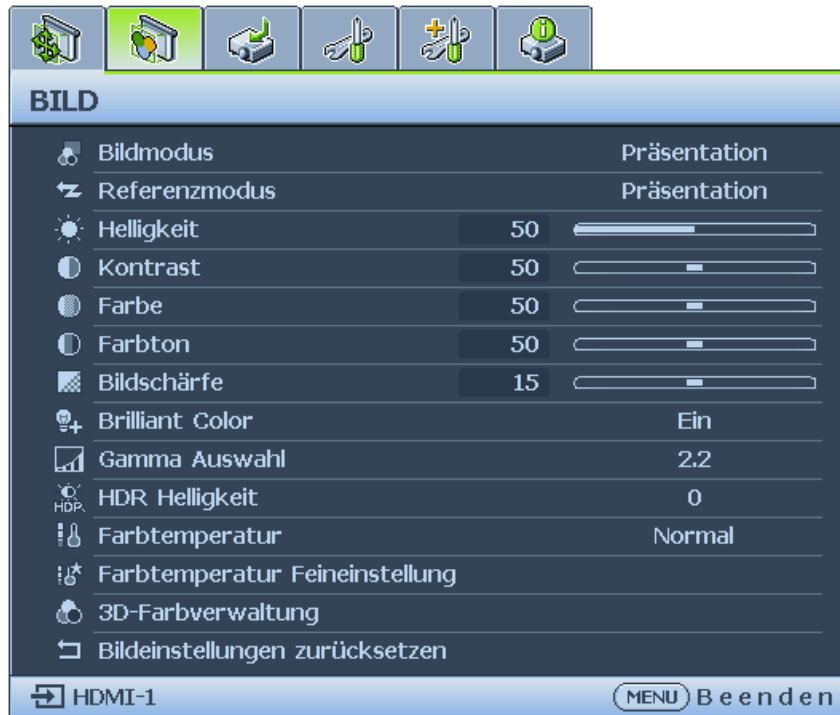 BILD
Bildmodus Präsentation
Referenzmodus Präsentation
Helligkeit 50
Kontrast 50
Farbe 50
Farbton 50
Bildschärfe 15
Brilliant Color Ein
Gamma Auswahl 2.2
HDR HDR Helligkeit 0
Farbtemperatur Normal
Farbtemperatur Feineinstellung
3D-Farbverwaltung
Bildeinstellungen zurücksetzen
HDMI-1 MENU Beenden